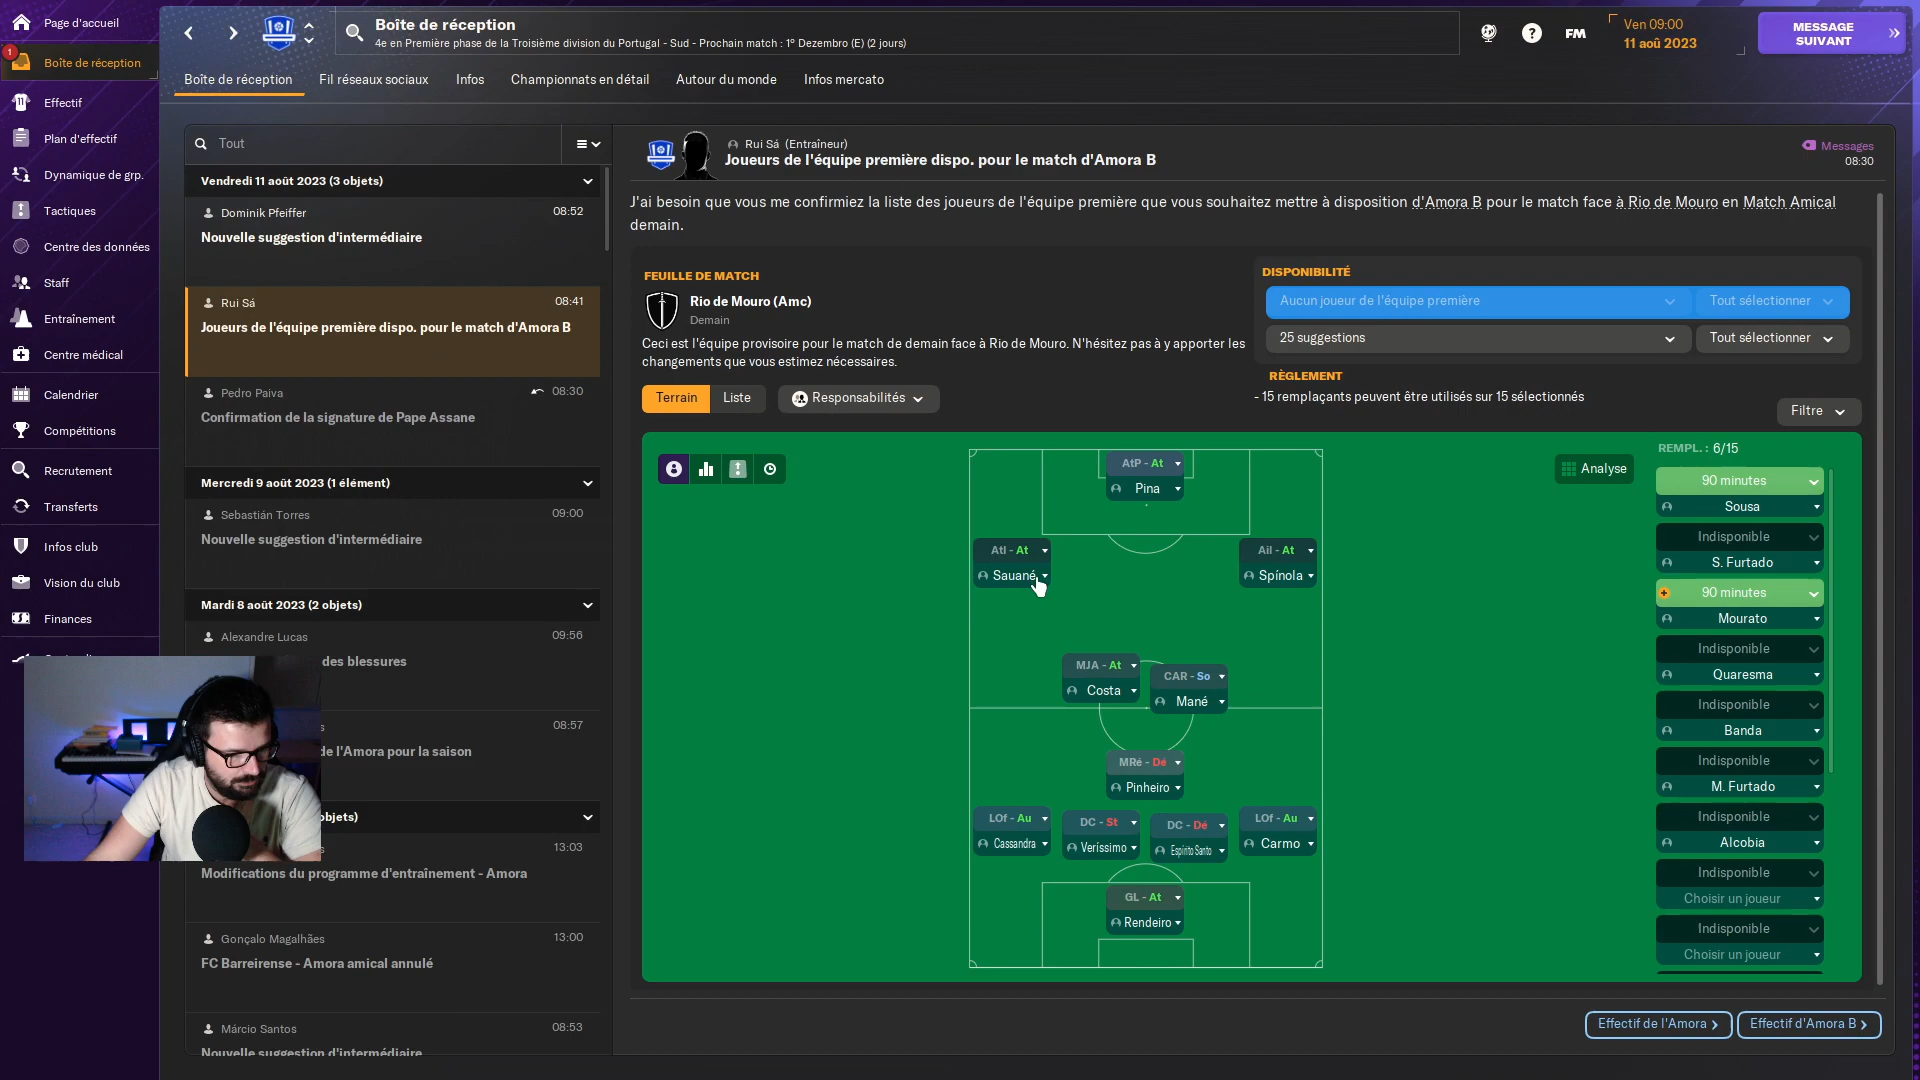 Page d'accueil
1
Boîte de réception
Effectif
Plan d'effectif
Dynamique de grp.
Tactiques
Centre des données
Staff
Entraînement
Centre médical
Calendrier
Compétitions
Recrutement
Transferts
Infos club
Vision du club
Finances
Boîte de réception
4e en Première phase de la Troisième division du Portugal - Sud - Prochain match : 1º Dezembro (E) (2 jours)
?
FM
Ven 09:00
11 aoû 2023
MESSAGE
SUIVANT
Boîte de réception
Fil réseaux sociaux
Infos
Championnats en détail
Autour du monde
Infos mercato
Tout
Vendredi 11 août 2023 (3 objets)
Dominik Pfeiffer
08:52
Nouvelle suggestion d'intermédiaire
Rui Sá
08:41
Joueurs de l'équipe première dispo. pour le match d'Amora B
Pedro Paiva
08:30
Confirmation de la signature de Pape Assane
Mercredi 9 août 2023 (1 élément)
Sebastián Torres
09:00
Nouvelle suggestion d'intermédiaire
Mardi 8 août 2023 (2 objets)
Alexandre Lucas
09:56
des blessures
s
08:57
de l'Amora pour la saison
objets)
s
13:03
Modifications du programme d'entraînement - Amora
Gonçalo Magalhães
13:00
FC Barreirense - Amora amical annulé
Márcio Santos
08:53
Nouvelle suggestion d'intermédiaire
Rui Sá (Entraîneur)
Joueurs de l'équipe première dispo. pour le match d'Amora B
Messages
08:30
J'ai besoin que vous me confirmiez la liste des joueurs de l'équipe première que vous souhaitez mettre à disposition d'Amora B pour le match face à Rio de Mouro en Match Amical
demain.
FEUILLE DE MATCH
Rio de Mouro (Amc)
Demain
Ceci est l'équipe provisoire pour le match de demain face à Rio de Mouro. N'hésitez pas à y apporter les
changements que vous estimez nécessaires.
DISPONIBILITÉ
Aucun joueur de l'équipe première
Tout sélectionner
25 suggestions
Tout sélectionner
RÈGLEMENT
- 15 remplaçants peuvent être utilisés sur 15 sélectionnés
Terrain
Liste
Responsabilités
Filtre
Analyse
AtP - At
Pina
AtI - At
Sauané
Ail - At
Spínola
MJA - At
Costa
CAR - So
Mané
MRé - Dé
Pinheiro
LOf - Au
Cassandra
DC - St
Veríssimo
DC - Dé
Espírito Santo
LOf - Au
Carmo
GL - At
Rendeiro
REMPL. : 6/15
90 minutes
Sousa
Indisponible
S. Furtado
90 minutes
Mourato
Indisponible
Quaresma
Indisponible
Banda
Indisponible
M. Furtado
Indisponible
Alcobia
Indisponible
Choisir un joueur
Indisponible
Choisir un joueur
Effectif de l'Amora
Effectif d'Amora B